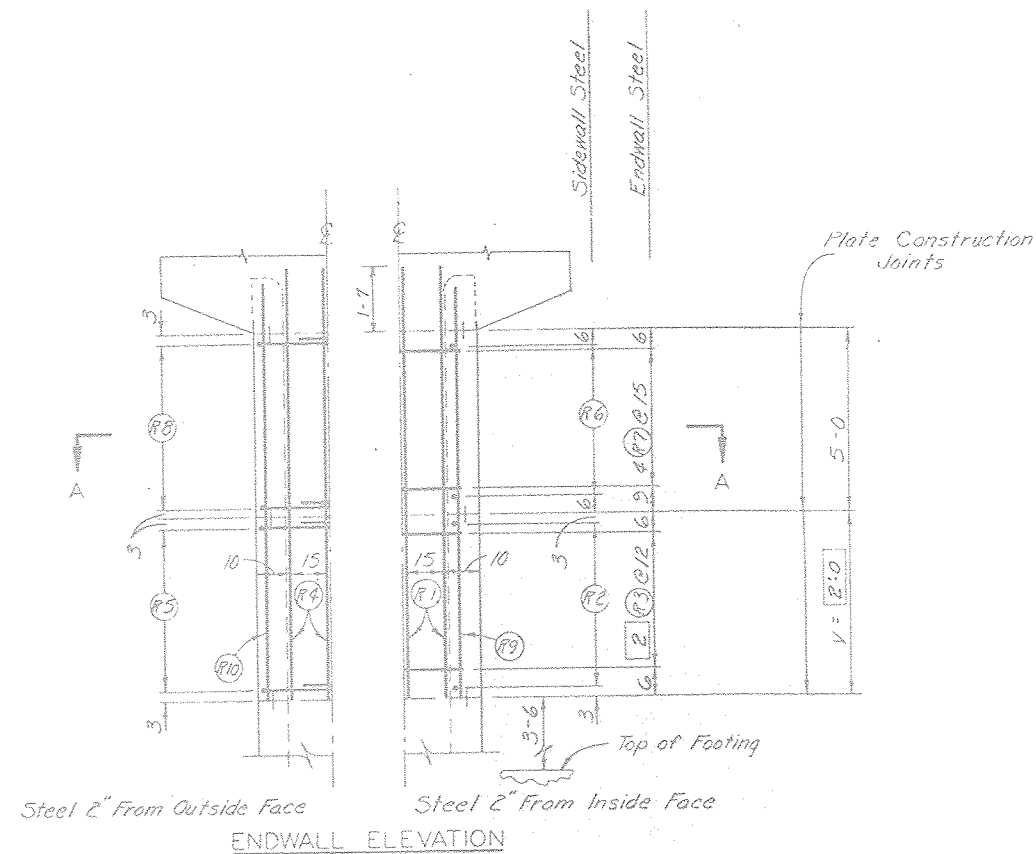 Sidewall Steel
Endwall Steel
Plate Construction
Joints
℄
℄
1-7
3
6
6
R8
R6
4 R7 @ 15
5-0
A
A
6
9
3
6
3
10
15
15
10
R5
R4
R1
R2
2 R3 @ 12
V = 2'-0
R10
R9
6
3
3-6
3
Top of Footing
Steel 2" From Outside Face
Steel 2" From Inside Face
ENDWALL ELEVATION